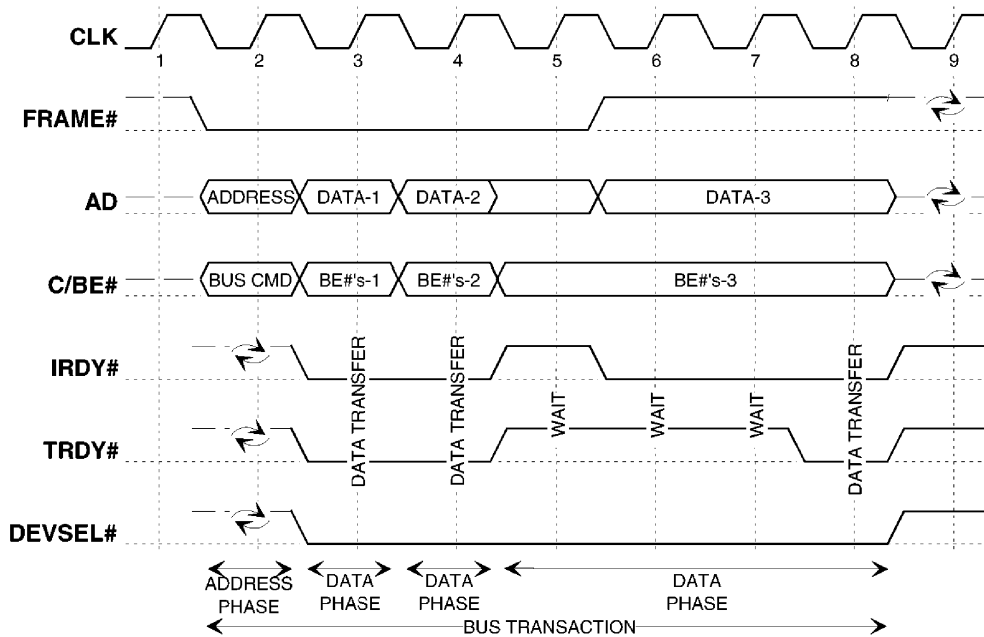 CLK
1 2 3 4 5 6 7 8 9
FRAME#
AD
ADDRESS DATA-1 DATA-2 DATA-3
C/BE#
BUS CMD BE#'s-1 BE#'s-2 BE#'s-3
IRDY#
TRDY#
DATA TRANSFER
DATA TRANSFER
WAIT
WAIT
WAIT
DATA TRANSFER
DEVSEL#
ADDRESS
PHASE
DATA
PHASE
DATA
PHASE
DATA
PHASE
BUS TRANSACTION